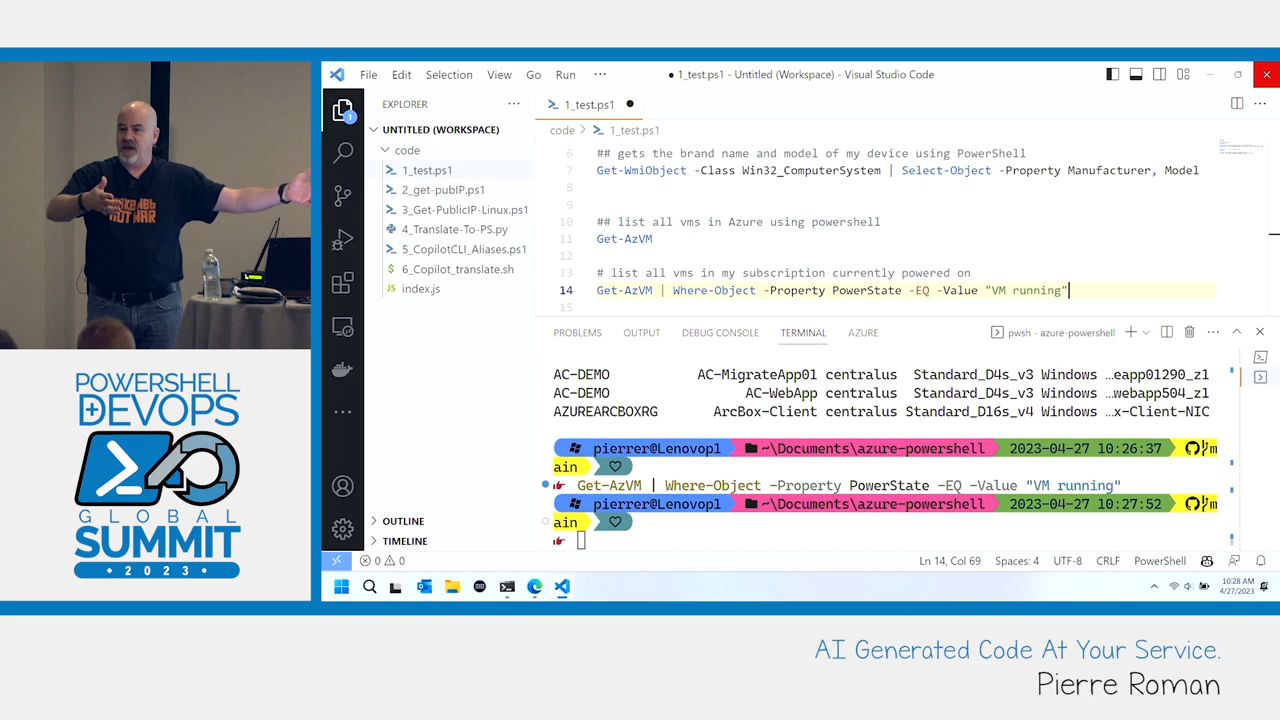 File Edit Selection View Go Run ··· ● 1_test.ps1 - Untitled (Workspace) - Visual Studio Code
EXPLORER ···
1
UNTITLED (WORKSPACE)
code
1_test.ps1
2_get-pubIP.ps1
3_Get-PublicIP-Linux.ps1
4_Translate-To-PS.py
5_CopilotCLI_Aliases.ps1
$ 6_Copilot_translate.sh
JS index.js
OUTLINE
TIMELINE
1_test.ps1 ●
code > 1_test.ps1
6 ## gets the brand name and model of my device using PowerShell
7 Get-WmiObject -Class Win32_ComputerSystem | Select-Object -Property Manufacturer, Model
8
9
10 ## list all vms in Azure using powershell
11 Get-AzVM
12
13 # list all vms in my subscription currently powered on
14 Get-AzVM | Where-Object -Property PowerState -EQ -Value "VM running"
15
PROBLEMS OUTPUT DEBUG CONSOLE TERMINAL AZURE pwsh - azure-powershell
AC-DEMO AC-MigrateApp01 centralus Standard_D4s_v3 Windows …eapp01290_z1
AC-DEMO AC-WebApp centralus Standard_D4s_v3 Windows …webapp504_z1
AZUREARCBOXRG ArcBox-Client centralus Standard_D16s_v4 Windows …x-Client-NIC
pierrer@Lenovop1 ~\Documents\azure-powershell 2023-04-27 10:26:37 m
ain
Get-AzVM | Where-Object -Property PowerState -EQ -Value "VM running"
pierrer@Lenovop1 ~\Documents\azure-powershell 2023-04-27 10:27:52 m
ain
0 0 Ln 14, Col 69 Spaces: 4 UTF-8 CRLF PowerShell
10:28 AM
4/27/2023
POWERSHELL
+DEVOPS
GLOBAL
SUMMIT
· 2023 ·
AI Generated Code At Your Service.
Pierre Roman